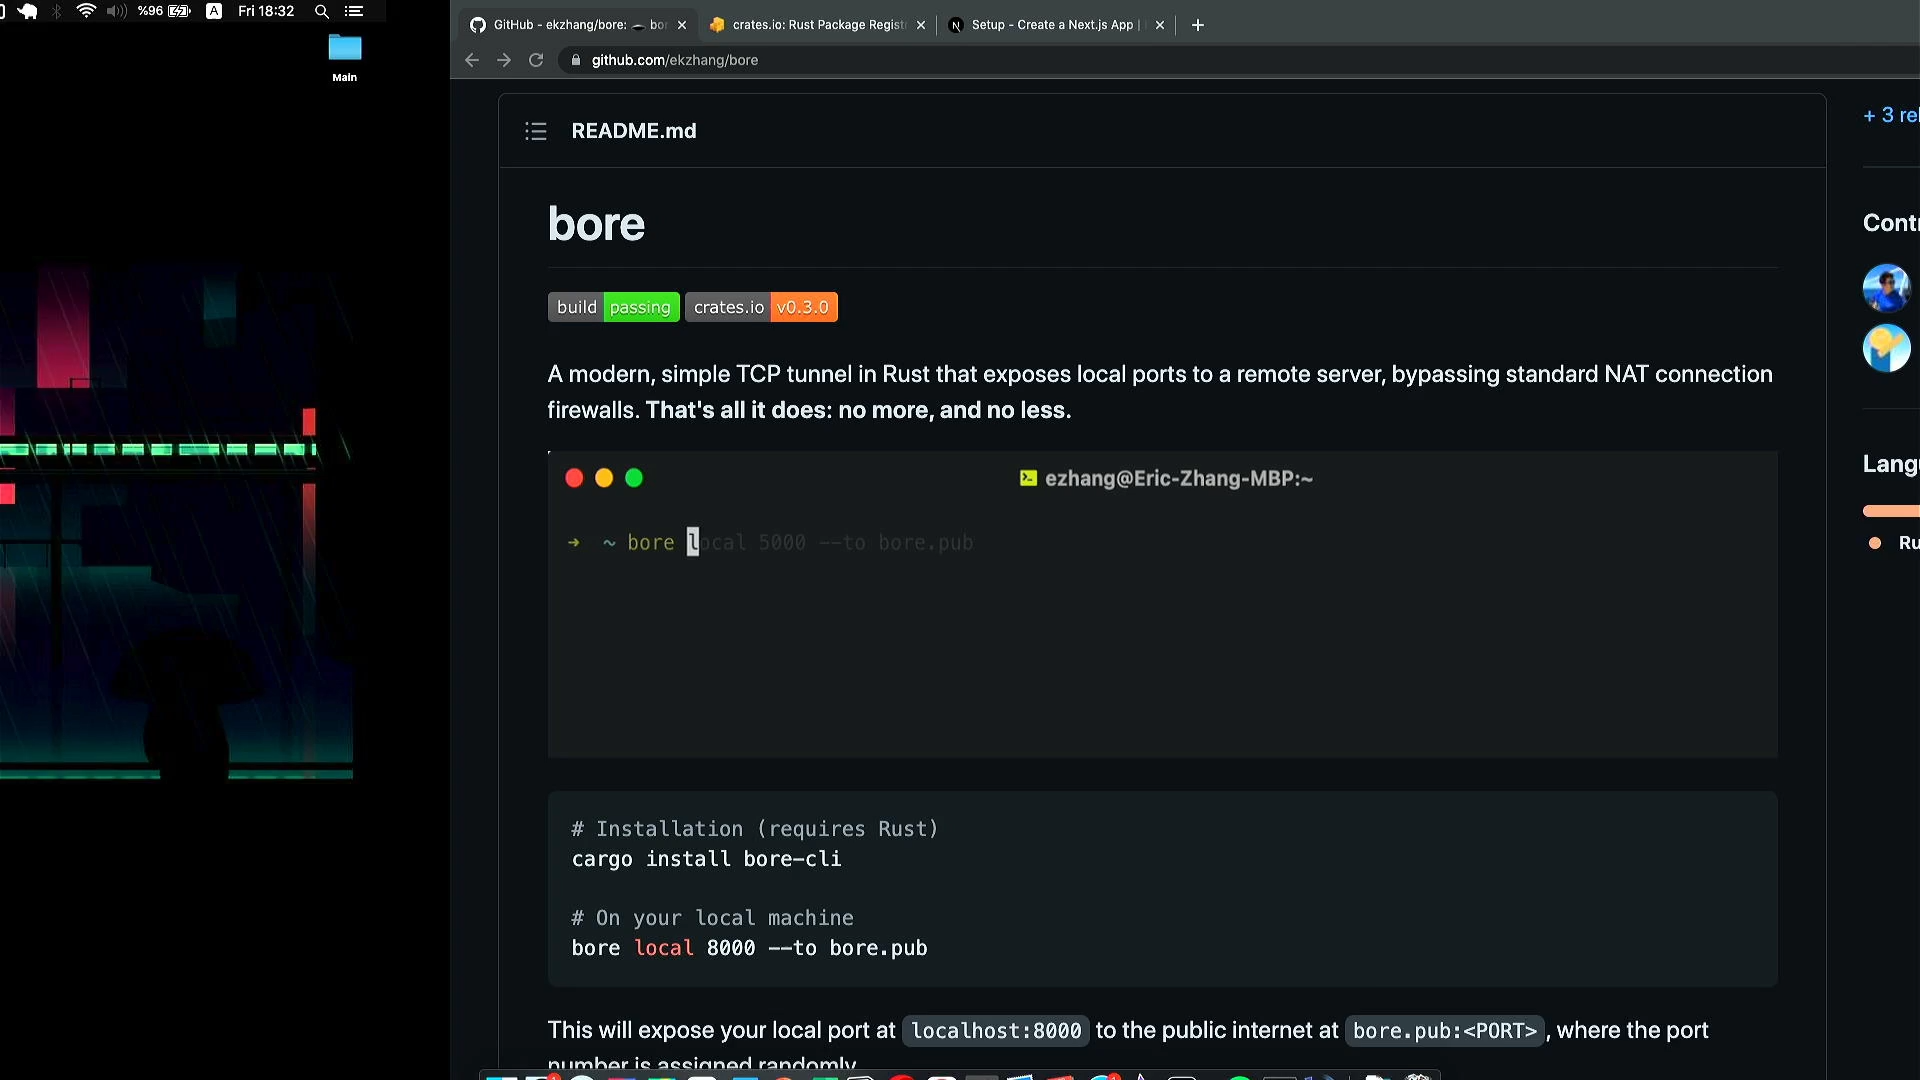 %96
A
Fri 18:32
Main
GitHub - ekzhang/bore: bor
crates.io: Rust Package Regist
Setup - Create a Next.js App |
github.com/ekzhang/bore
README.md
+ 3 rel
bore
Contr
build passing crates.io v0.3.0
A modern, simple TCP tunnel in Rust that exposes local ports to a remote server, bypassing standard NAT connection
firewalls. That's all it does: no more, and no less.
Langu
ezhang@Eric-Zhang-MBP:~
➜ ~ bore local 5000 --to bore.pub
Ru
# Installation (requires Rust)
cargo install bore-cli
# On your local machine
bore local 8000 --to bore.pub
This will expose your local port at localhost:8000 to the public internet at bore.pub:<PORT>, where the port
number is assigned randomly